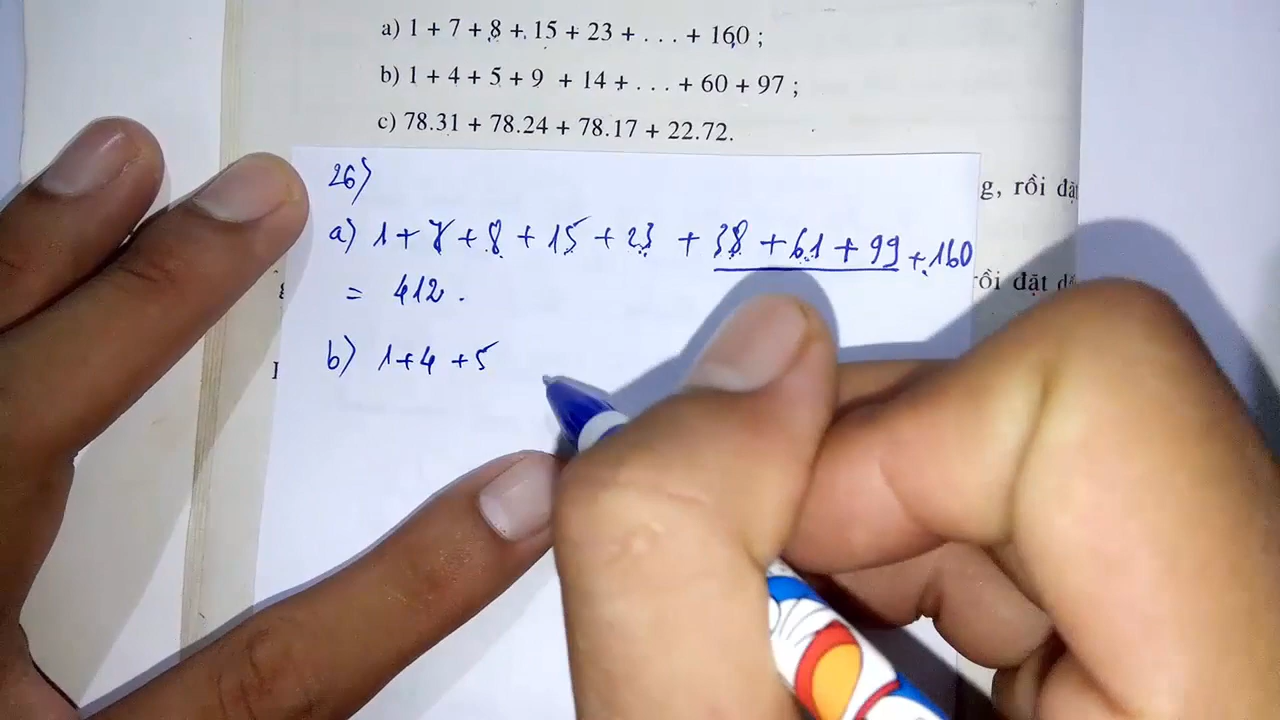 a) 1 + 7 + 8 + 15 + 23 + . . . + 160 ;
b) 1 + 4 + 5 + 9 + 14 + . . . + 60 + 97 ;
c) 78.31 + 78.24 + 78.17 + 22.72.
26)
g, rồi đặt
a) 1 + 7 + 8 + 15 + 23 + 38 + 61 + 99 + 160
= 412 .
rồi đặt
b) 1 + 4 + 5